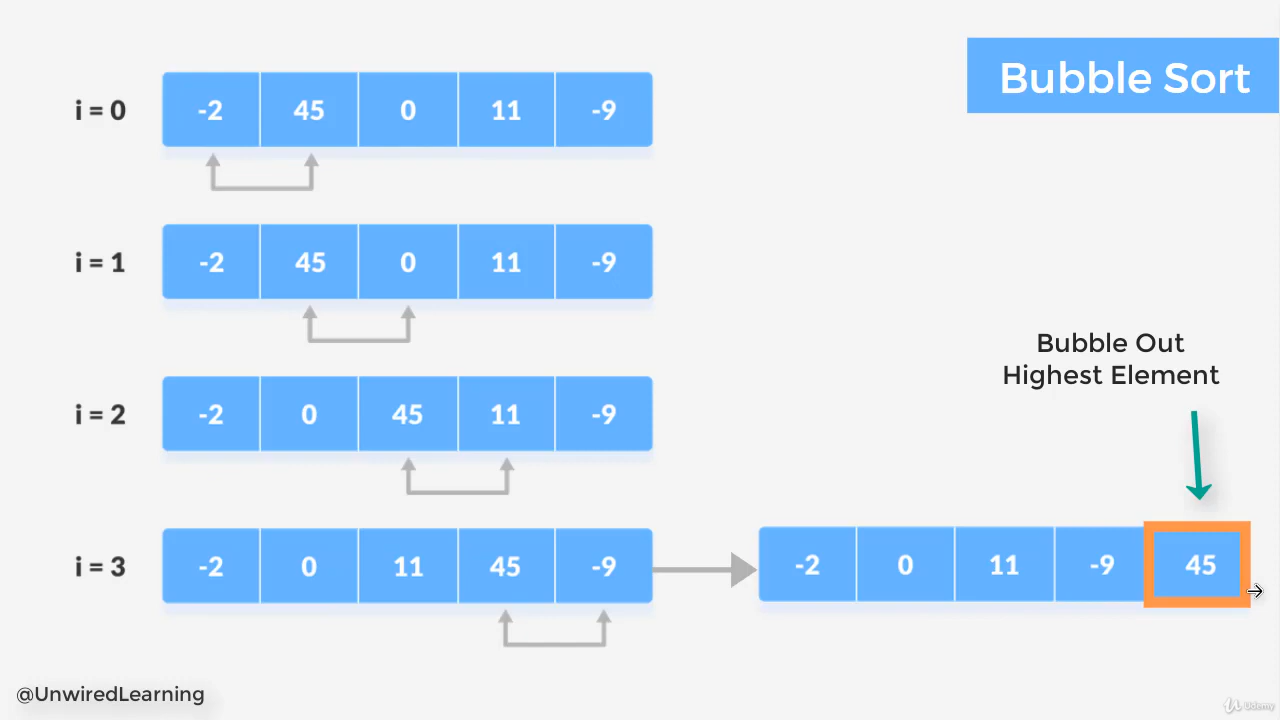 Bubble Sort
i = 0 -2 45 0 11 -9
i = 1 -2 45 0 11 -9
i = 2 -2 0 45 11 -9
Bubble Out
Highest Element
i = 3 -2 0 11 45 -9 -2 0 11 -9 45
@UnwiredLearning
Udemy